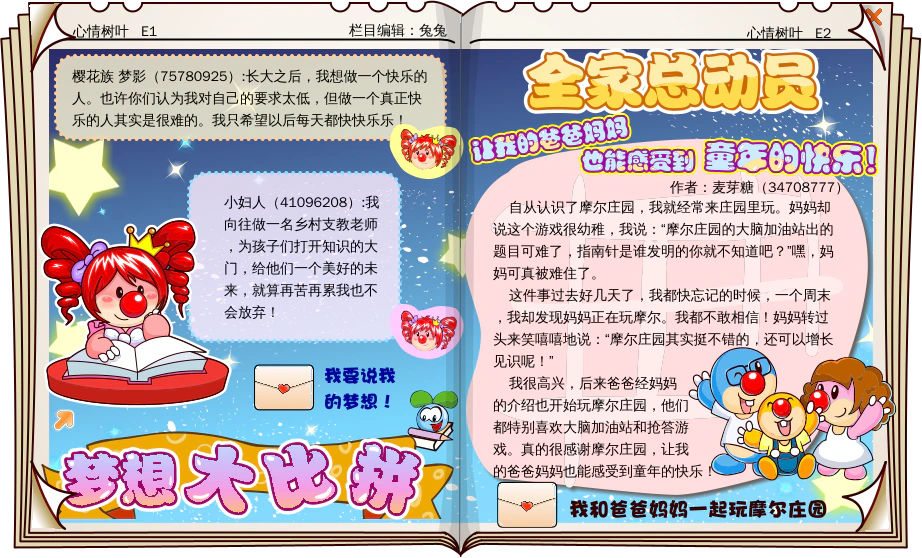 心情树叶 E1
栏目编辑：兔兔
樱花族 梦影（75780925）:长大之后，我想做一个快乐的
人。也许你们认为我对自己的要求太低，但做一个真正快
乐的人其实是很难的。我只希望以后每天都快快乐乐！
小妇人（41096208）:我
向往做一名乡村支教老师
，为孩子们打开知识的大
门，给他们一个美好的未
来，就算再苦再累我也不
会放弃！
我要说我
的梦想！
梦想大比拼
心情树叶 E2
全家总动员
让我的爸爸妈妈
也能感受到 童年的快乐！
作者：麦芽糖（34708777）
自从认识了摩尔庄园，我就经常来庄园里玩。妈妈却
说这个游戏很幼稚，我说：“摩尔庄园的大脑加油站出的
题目可难了，指南针是谁发明的你就不知道吧？”嘿，妈
妈可真被难住了。
这件事过去好几天了，我都快忘记的时候，一个周末
，我却发现妈妈正在玩摩尔。我都不敢相信！妈妈转过
头来笑嘻嘻地说：“摩尔庄园其实挺不错的，还可以增长
见识呢！”
我很高兴，后来爸爸经妈妈
的介绍也开始玩摩尔庄园，他们
都特别喜欢大脑加油站和抢答游
戏。真的很感谢摩尔庄园，让我
的爸爸妈妈也能感受到童年的快乐！
我和爸爸妈妈一起玩摩尔庄园